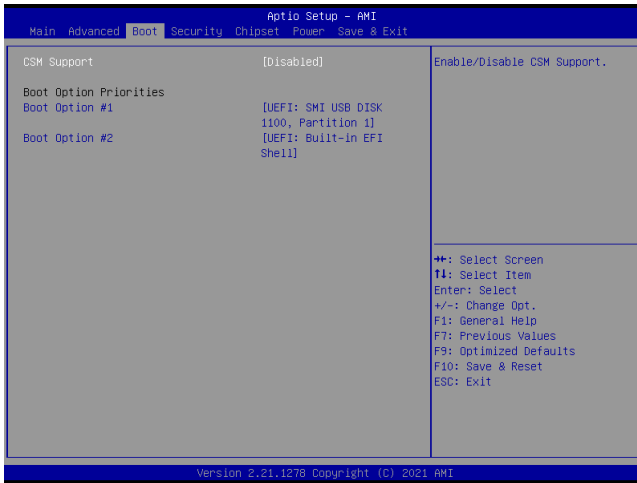 Aptio Setup – AMI
Main Advanced Boot Security Chipset Power Save & Exit
CSM Support [Disabled]
Boot Option Priorities
Boot Option #1 [UEFI: SMI USB DISK
1100, Partition 1]
Boot Option #2 [UEFI: Built-in EFI
Shell]
Enable/Disable CSM Support.
→←: Select Screen
↑↓: Select Item
Enter: Select
+/-: Change Opt.
F1: General Help
F7: Previous Values
F9: Optimized Defaults
F10: Save & Reset
ESC: Exit
Version 2.21.1278 Copyright (C) 2021 AMI